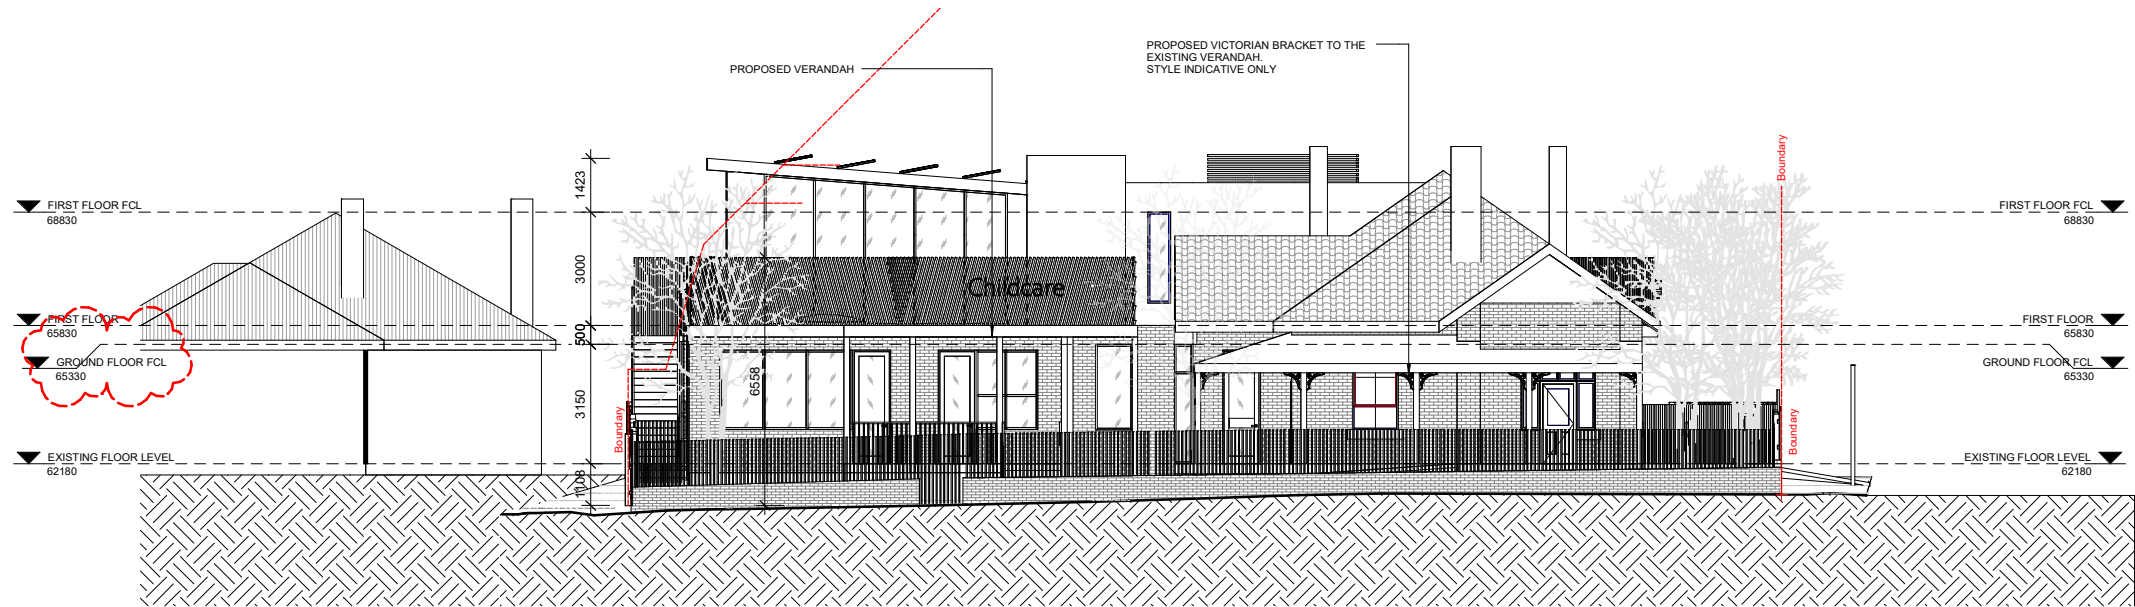 PROPOSED VERANDAH
PROPOSED VICTORIAN BRACKET TO THE
EXISTING VERANDAH.
STYLE INDICATIVE ONLY
Boundary
FIRST FLOOR FCL
68830
1423
FIRST FLOOR FCL
68830
3000
Childcare
FIRST FLOOR
65830
500
FIRST FLOOR
65830
GROUND FLOOR FCL
65330
GROUND FLOOR FCL
65330
3150
6558
Boundary
Boundary
EXISTING FLOOR LEVEL
62180
1108
EXISTING FLOOR LEVEL
62180